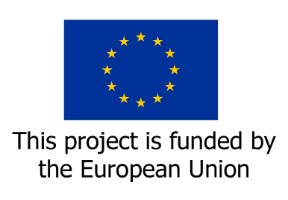 This project is funded by
the European Union